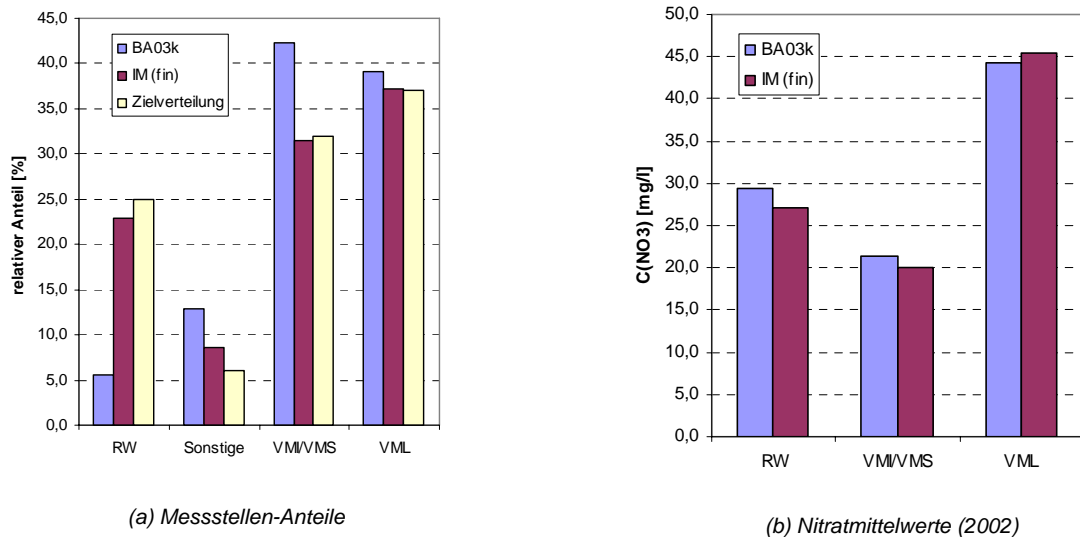 45,0
40,0
35,0
30,0
25,0
20,0
15,0
10,0
5,0
0,0
relativer Anteil [%]
BA03k
IM (fin)
Zielverteilung
RW Sonstige VMI/VMS VML
(a) Messstellen-Anteile
50,0
45,0
40,0
35,0
30,0
25,0
20,0
15,0
10,0
5,0
0,0
C(NO3) [mg/l]
BA03k
IM (fin)
RW VMI/VMS VML
(b) Nitratmittelwerte (2002)